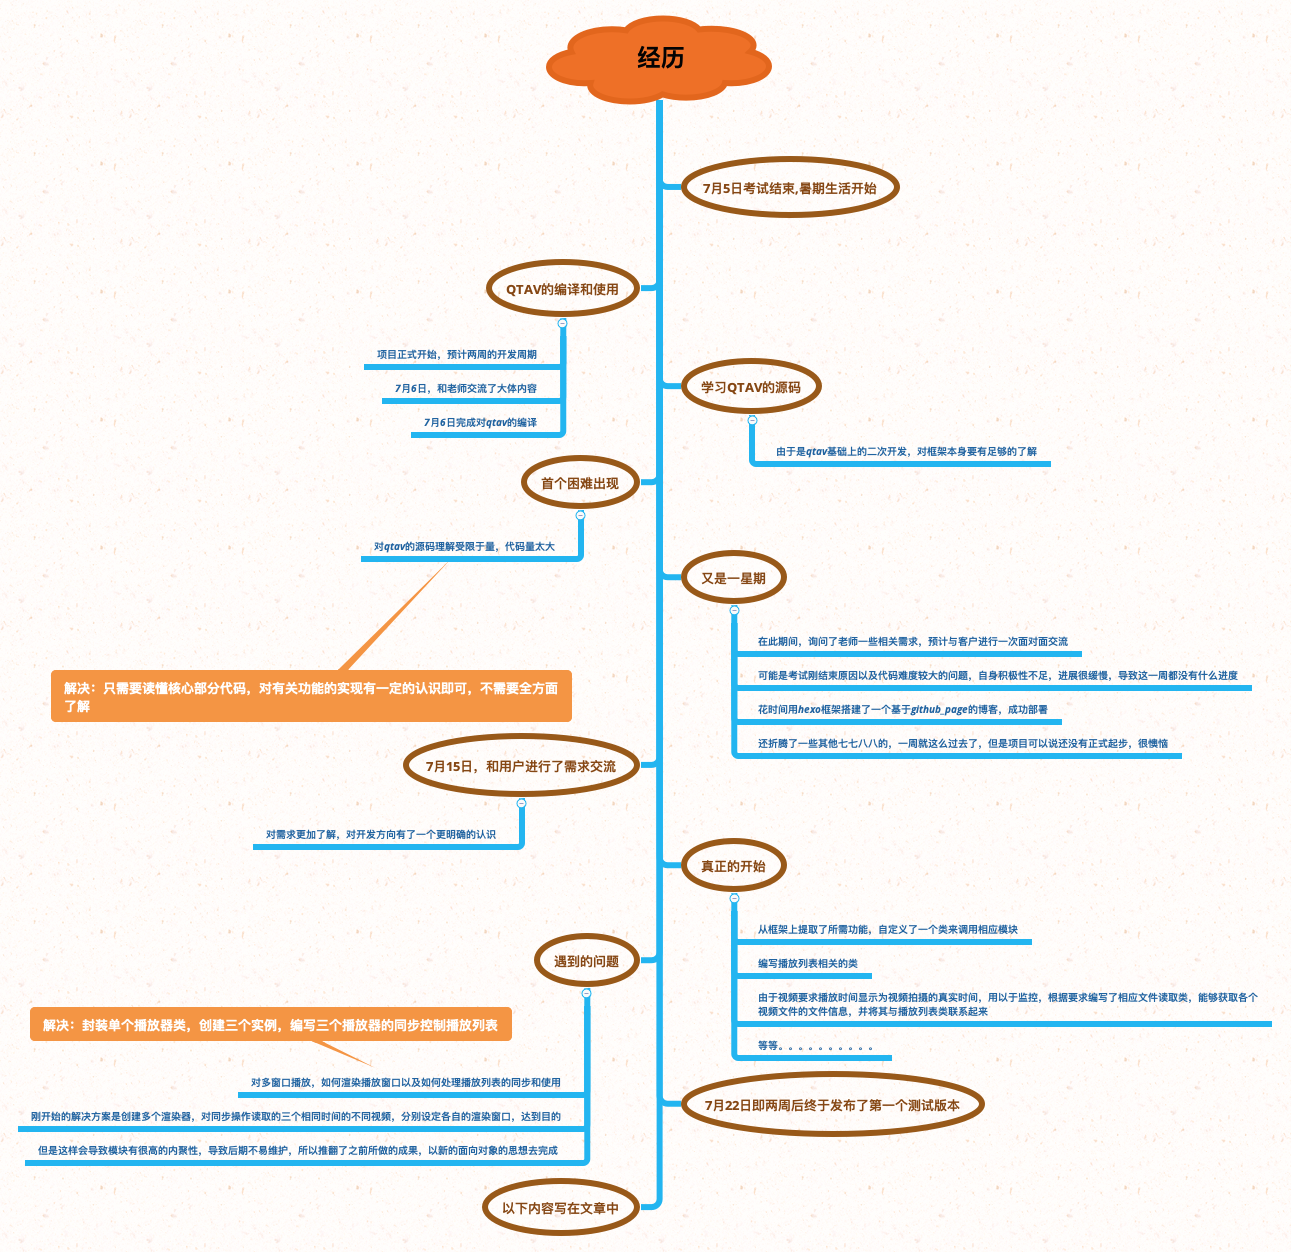 经历
7月5日考试结束,暑期生活开始
QTAV的编译和使用
项目正式开始，预计两周的开发周期
7月6日，和老师交流了大体内容
7月6日完成对qtav的编译
学习QTAV的源码
由于是qtav基础上的二次开发，对框架本身要有足够的了解
首个困难出现
对qtav的源码理解受限于量，代码量太大
解决：只需要读懂核心部分代码，对有关功能的实现有一定的认识即可，不需要全方面
了解
又是一星期
在此期间，询问了老师一些相关需求，预计与客户进行一次面对面交流
可能是考试刚结束原因以及代码难度较大的问题，自身积极性不足，进展很缓慢，导致这一周都没有什么进度
花时间用hexo框架搭建了一个基于github_page的博客，成功部署
还折腾了一些其他七七八八的，一周就这么过去了，但是项目可以说还没有正式起步，很懊恼
7月15日，和用户进行了需求交流
对需求更加了解，对开发方向有了一个更明确的认识
真正的开始
从框架上提取了所需功能，自定义了一个类来调用相应模块
编写播放列表相关的类
由于视频要求播放时间显示为视频拍摄的真实时间，用以于监控，根据要求编写了相应文件读取类，能够获取各个
视频文件的文件信息，并将其与播放列表类联系起来
等等。。。。。。。。。。
遇到的问题
解决：封装单个播放器类，创建三个实例，编写三个播放器的同步控制播放列表
对多窗口播放，如何渲染播放窗口以及如何处理播放列表的同步和使用
刚开始的解决方案是创建多个渲染器，对同步操作读取的三个相同时间的不同视频，分别设定各自的渲染窗口，达到目的
但是这样会导致模块有很高的内聚性，导致后期不易维护，所以推翻了之前所做的成果，以新的面向对象的思想去完成
7月22日即两周后终于发布了第一个测试版本
以下内容写在文章中